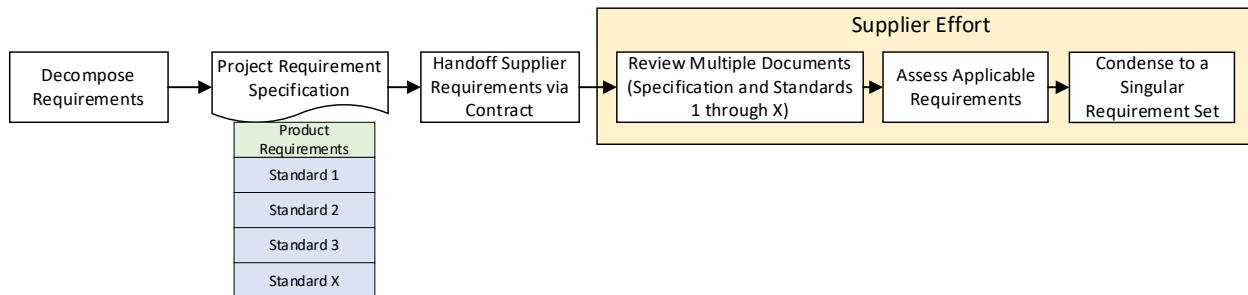 Supplier Effort
Decompose
Requirements
Project Requirement
Specification
Handoff Supplier
Requirements via
Contract
Review Multiple Documents
(Specification and Standards
1 through X)
Assess Applicable
Requirements
Condense to a
Singular
Requirement Set
Product
Requirements
Standard 1
Standard 2
Standard 3
Standard X